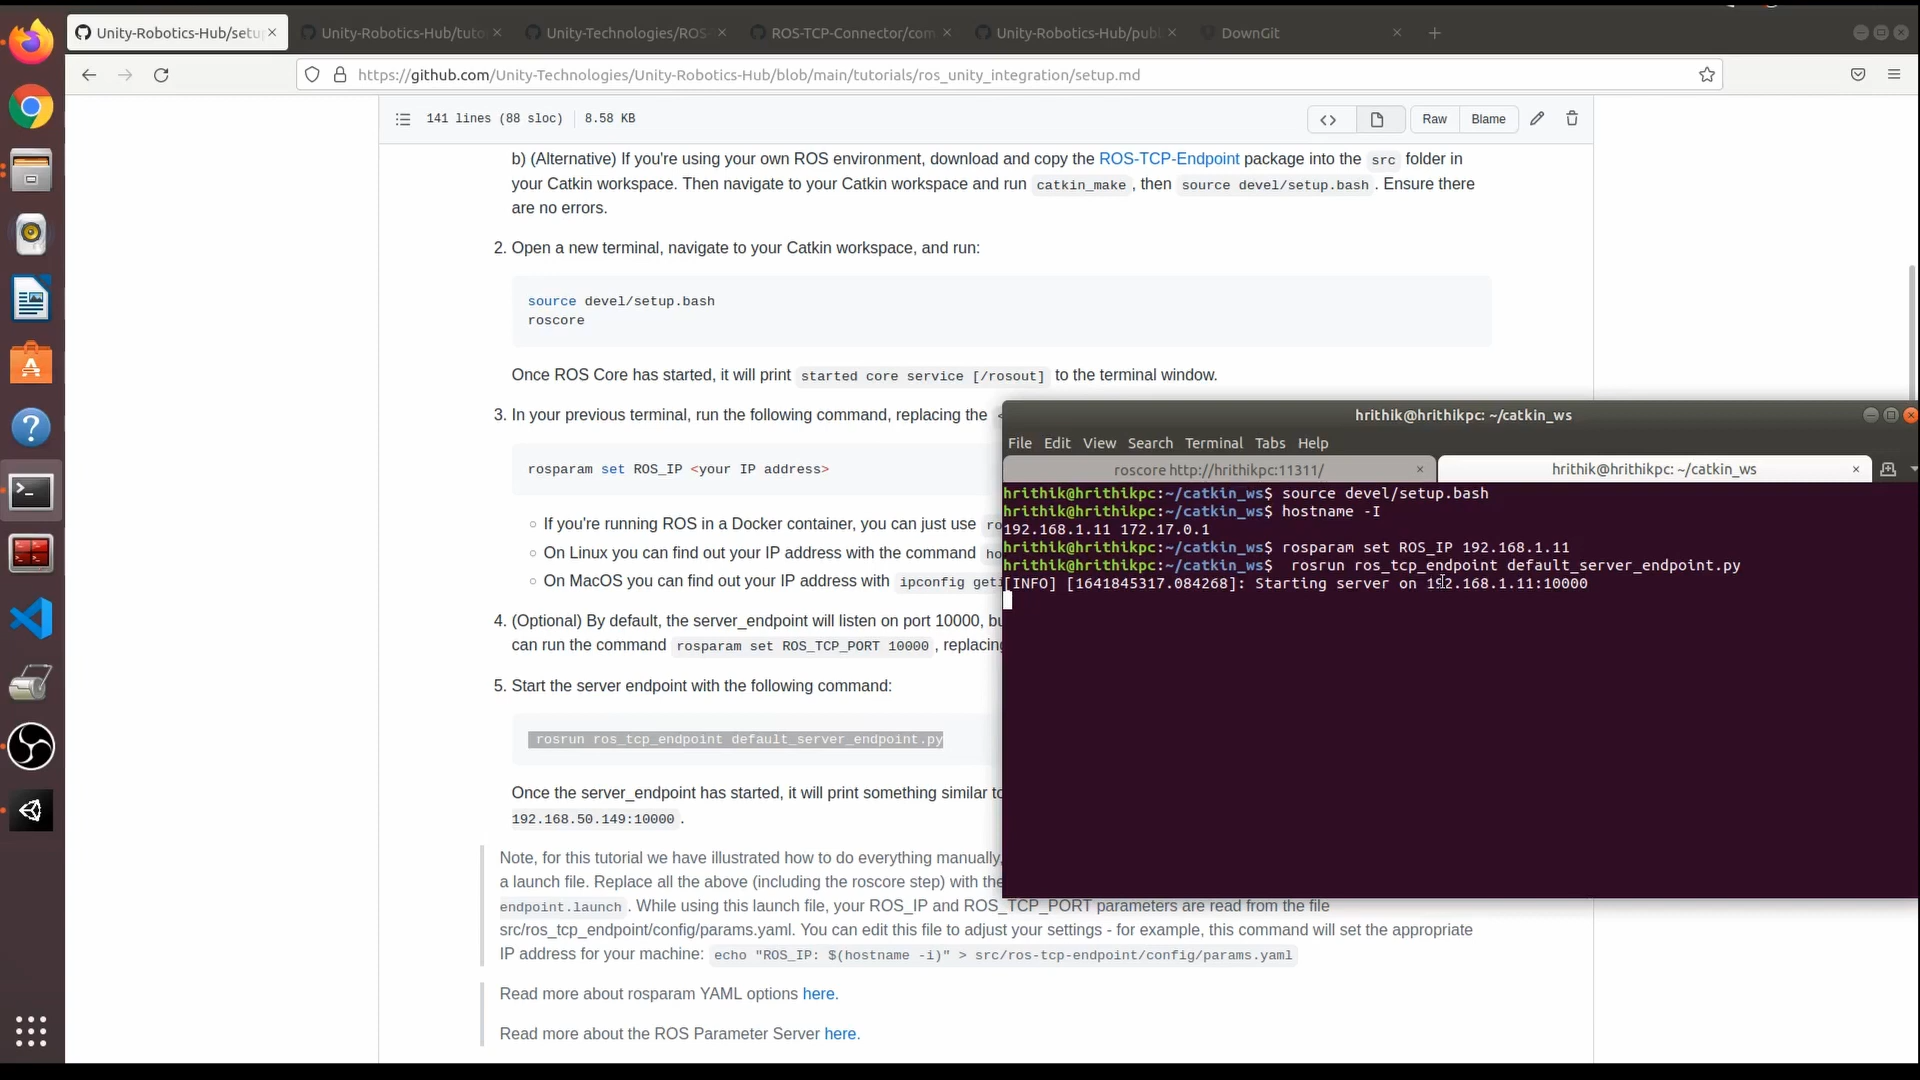 Unity-Robotics-Hub/setu
Unity-Robotics-Hub/tuto
Unity-Technologies/ROS-
ROS-TCP-Connector/com
Unity-Robotics-Hub/publ
DownGit
https://github.com/Unity-Technologies/Unity-Robotics-Hub/blob/main/tutorials/ros_unity_integration/setup.md
141 lines (88 sloc) 8.58 KB
Raw Blame
b) (Alternative) If you're using your own ROS environment, download and copy the ROS-TCP-Endpoint package into the src folder in
your Catkin workspace. Then navigate to your Catkin workspace and run catkin_make, then source devel/setup.bash. Ensure there
are no errors.
2. Open a new terminal, navigate to your Catkin workspace, and run:
source devel/setup.bash
roscore
Once ROS Core has started, it will print started core service [/rosout] to the terminal window.
3. In your previous terminal, run the following command, replacing the <
rosparam set ROS_IP <your IP address>
If you're running ROS in a Docker container, you can just use ro
On Linux you can find out your IP address with the command ho
On MacOS you can find out your IP address with ipconfig geti
4. (Optional) By default, the server_endpoint will listen on port 10000, bu
can run the command rosparam set ROS_TCP_PORT 10000, replacing
5. Start the server endpoint with the following command:
rosrun ros_tcp_endpoint default_server_endpoint.py
Once the server_endpoint has started, it will print something similar to
192.168.50.149:10000.
Note, for this tutorial we have illustrated how to do everything manually,
a launch file. Replace all the above (including the roscore step) with the
endpoint.launch. While using this launch file, your ROS_IP and ROS_TCP_PORT parameters are read from the file
src/ros_tcp_endpoint/config/params.yaml. You can edit this file to adjust your settings - for example, this command will set the appropriate
IP address for your machine: echo "ROS_IP: $(hostname -i)" > src/ros-tcp-endpoint/config/params.yaml
Read more about rosparam YAML options here.
Read more about the ROS Parameter Server here.
hrithik@hrithikpc: ~/catkin_ws
File Edit View Search Terminal Tabs Help
roscore http://hrithikpc:11311/
hrithik@hrithikpc: ~/catkin_ws
hrithik@hrithikpc:~/catkin_ws$ source devel/setup.bash
hrithik@hrithikpc:~/catkin_ws$ hostname -I
192.168.1.11 172.17.0.1
hrithik@hrithikpc:~/catkin_ws$ rosparam set ROS_IP 192.168.1.11
hrithik@hrithikpc:~/catkin_ws$  rosrun ros_tcp_endpoint default_server_endpoint.py
[INFO] [1641845317.084268]: Starting server on 192.168.1.11:10000